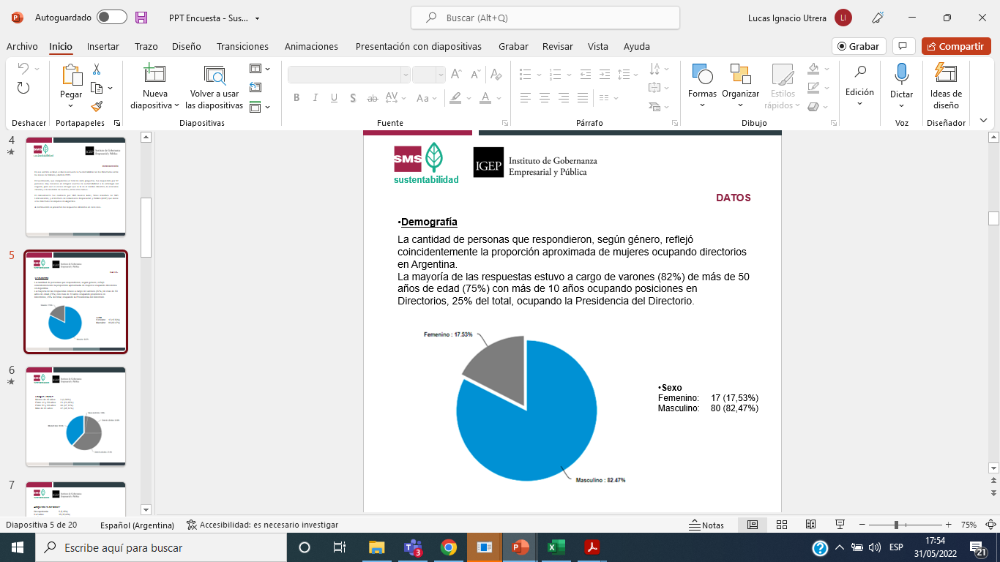 Autoguardado
PPT Encuesta - Sus...
Buscar (Alt+Q)
Lucas Ignacio Utrera
LI
Archivo
Inicio
Insertar
Trazo
Diseño
Transiciones
Animaciones
Presentación con diapositivas
Grabar
Revisar
Vista
Ayuda
Grabar
Compartir
Pegar
Nueva diapositiva
Volver a usar las diapositivas
N K S S ab AV Aa A
Formas
Organizar
Estilos rápidos
Edición
Dictar
Ideas de diseño
Deshacer
Portapapeles
Diapositivas
Fuente
Párrafo
Dibujo
Voz
Diseñador
4
5
6
7
SMS
sustentabilidad
IGEP
Instituto de Gobernanza
Empresarial y Pública
DATOS
•Demografía
La cantidad de personas que respondieron, según género, reflejó
coincidentemente la proporción aproximada de mujeres ocupando directorios
en Argentina.
La mayoría de las respuestas estuvo a cargo de varones (82%) de más de 50
años de edad (75%) con más de 10 años ocupando posiciones en
Directorios, 25% del total, ocupando la Presidencia del Directorio.
Femenino : 17.53%
Masculino : 82.47%
•Sexo
Femenino: 17 (17,53%)
Masculino: 80 (82,47%)
Diapositiva 5 de 20
Español (Argentina)
Accesibilidad: es necesario investigar
Notas
75%
Escribe aquí para buscar
3
ESP
17:54
31/05/2022
21